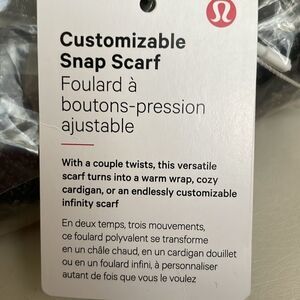 Customizable
Snap Scarf
Foulard à
boutons-pression
ajustable
With a couple twists, this versatile
scarf turns into a warm wrap, cozy
cardigan, or an endlessly customizable
infinity scarf
En deux temps, trois mouvements,
ce foulard polyvalent se transforme
en un châle chaud, en un cardigan douillet
ou en un foulard infini, à personnaliser
autant de fois que vous le voulez